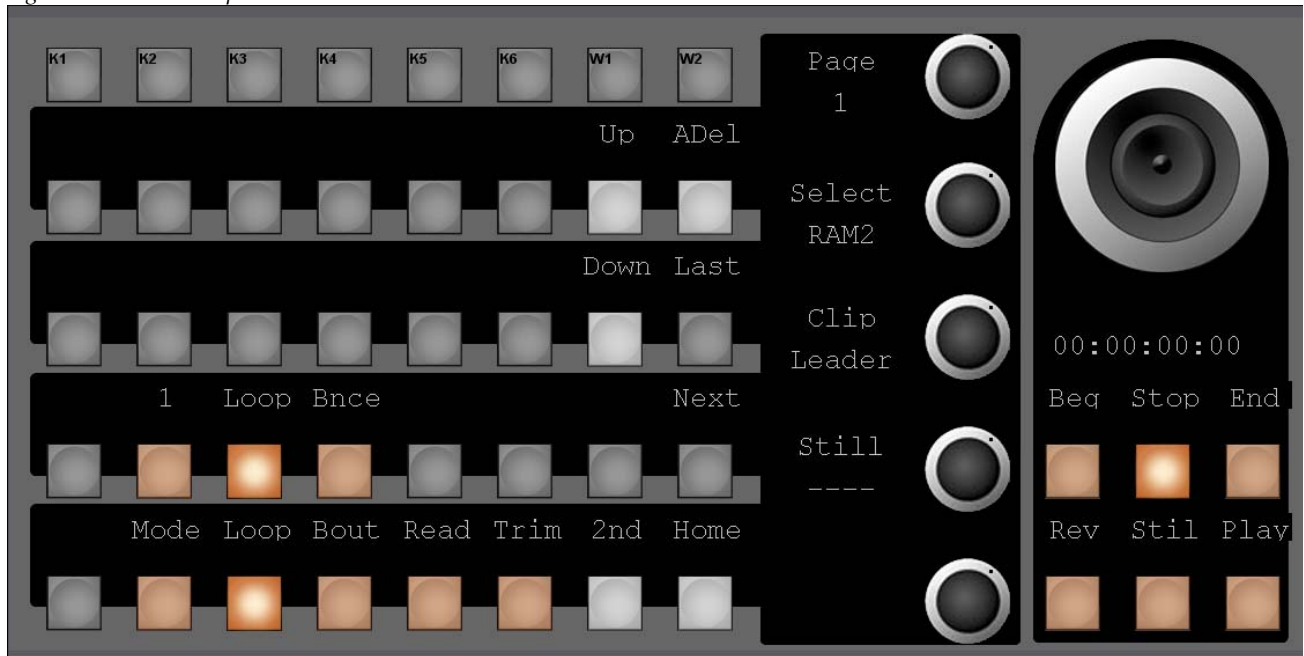 K1 K2 K3 K4 K5 K6 W1 W2
Up ADel
Down Last
1 Loop Bnce Next
Mode Loop Bout Read Trim 2nd Home
Page
1
Select
RAM2
Clip
Leader
Still
----
00:00:00:00
Beg Stop End
Rev Stil Play